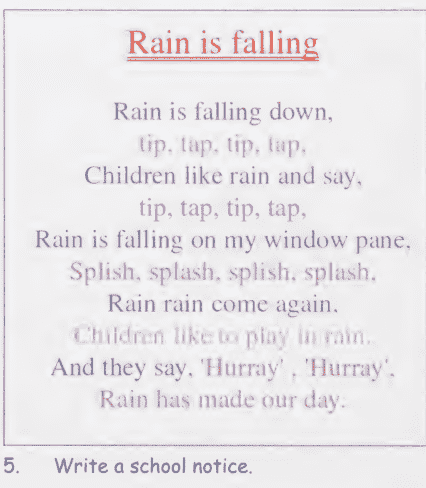 Rain is falling
Rain is falling down,
tip, tap, tip, tap,
Children like rain and say,
tip, tap, tip, tap,
Rain is falling on my window pane,
Splish, splash, splish, splash.
Rain rain come again.
Children like to play in rain.
And they say, 'Hurray' , 'Hurray'.
Rain has made our day.
5. Write a school notice.